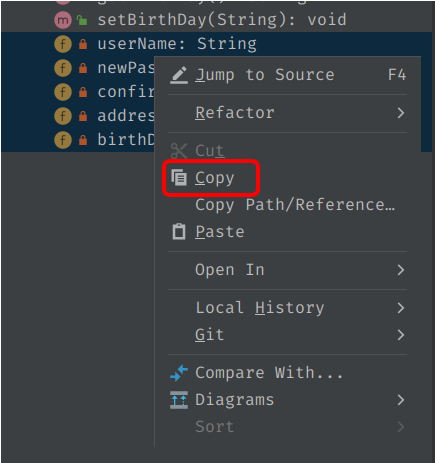 m setBirthDay(String): void
f userName: String
f newPas
f confir
f addres
f birthD
Jump to Source F4
Refactor
Cut
Copy
Copy Path/Reference…
Paste
Open In
Local History
Git
Compare With...
Diagrams
Sort